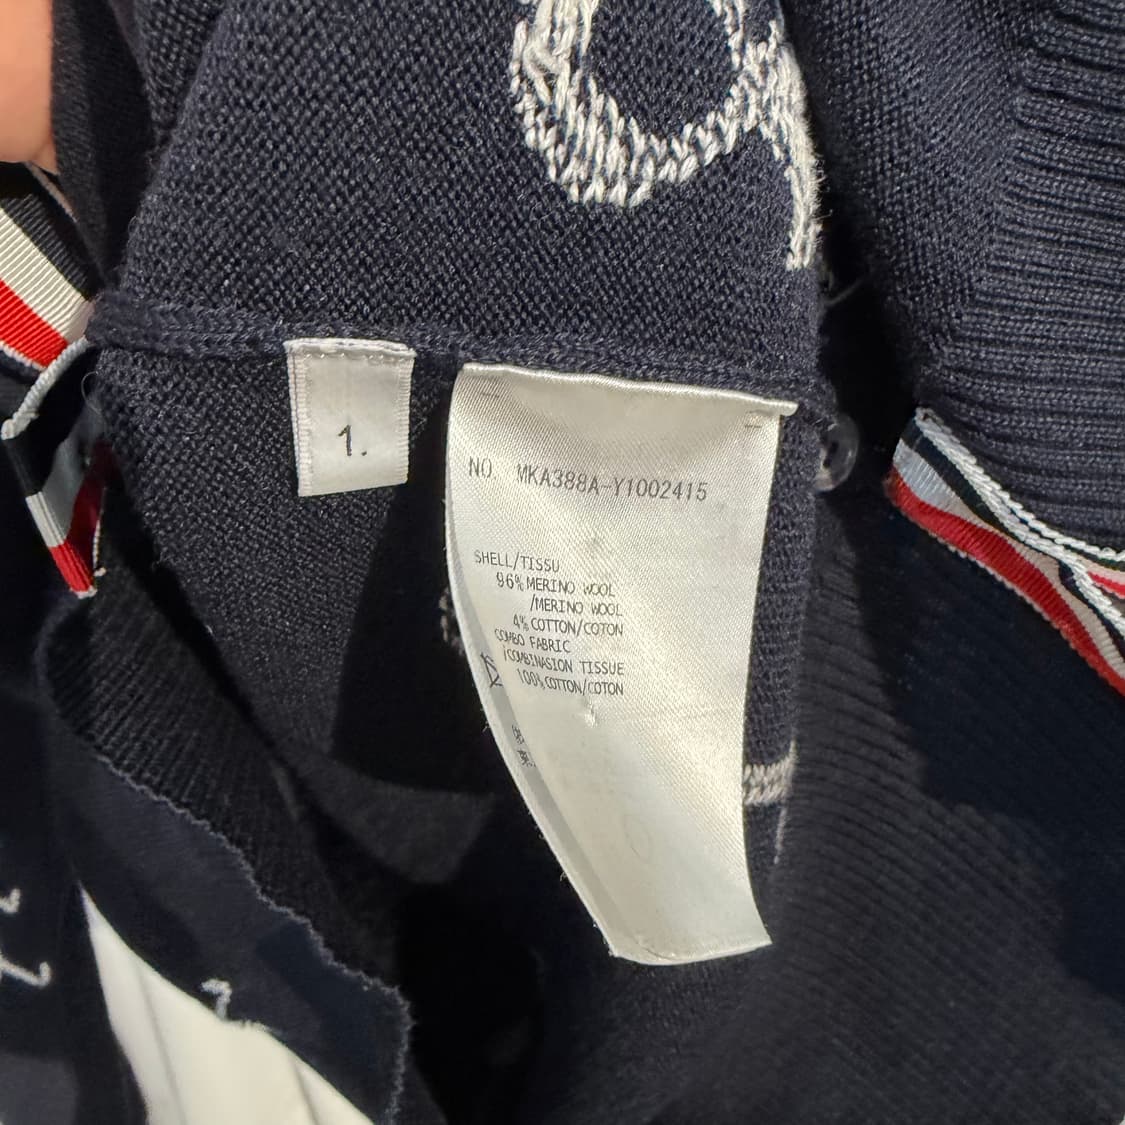 1.
NO. MKA388A-Y1002415
SHELL/TISSU
96% MERINO WOOL
/MERINO WOOL
4% COTTON/COTON
COMBO FABRIC
/COMBINASION TISSUE
100% COTTON/COTON